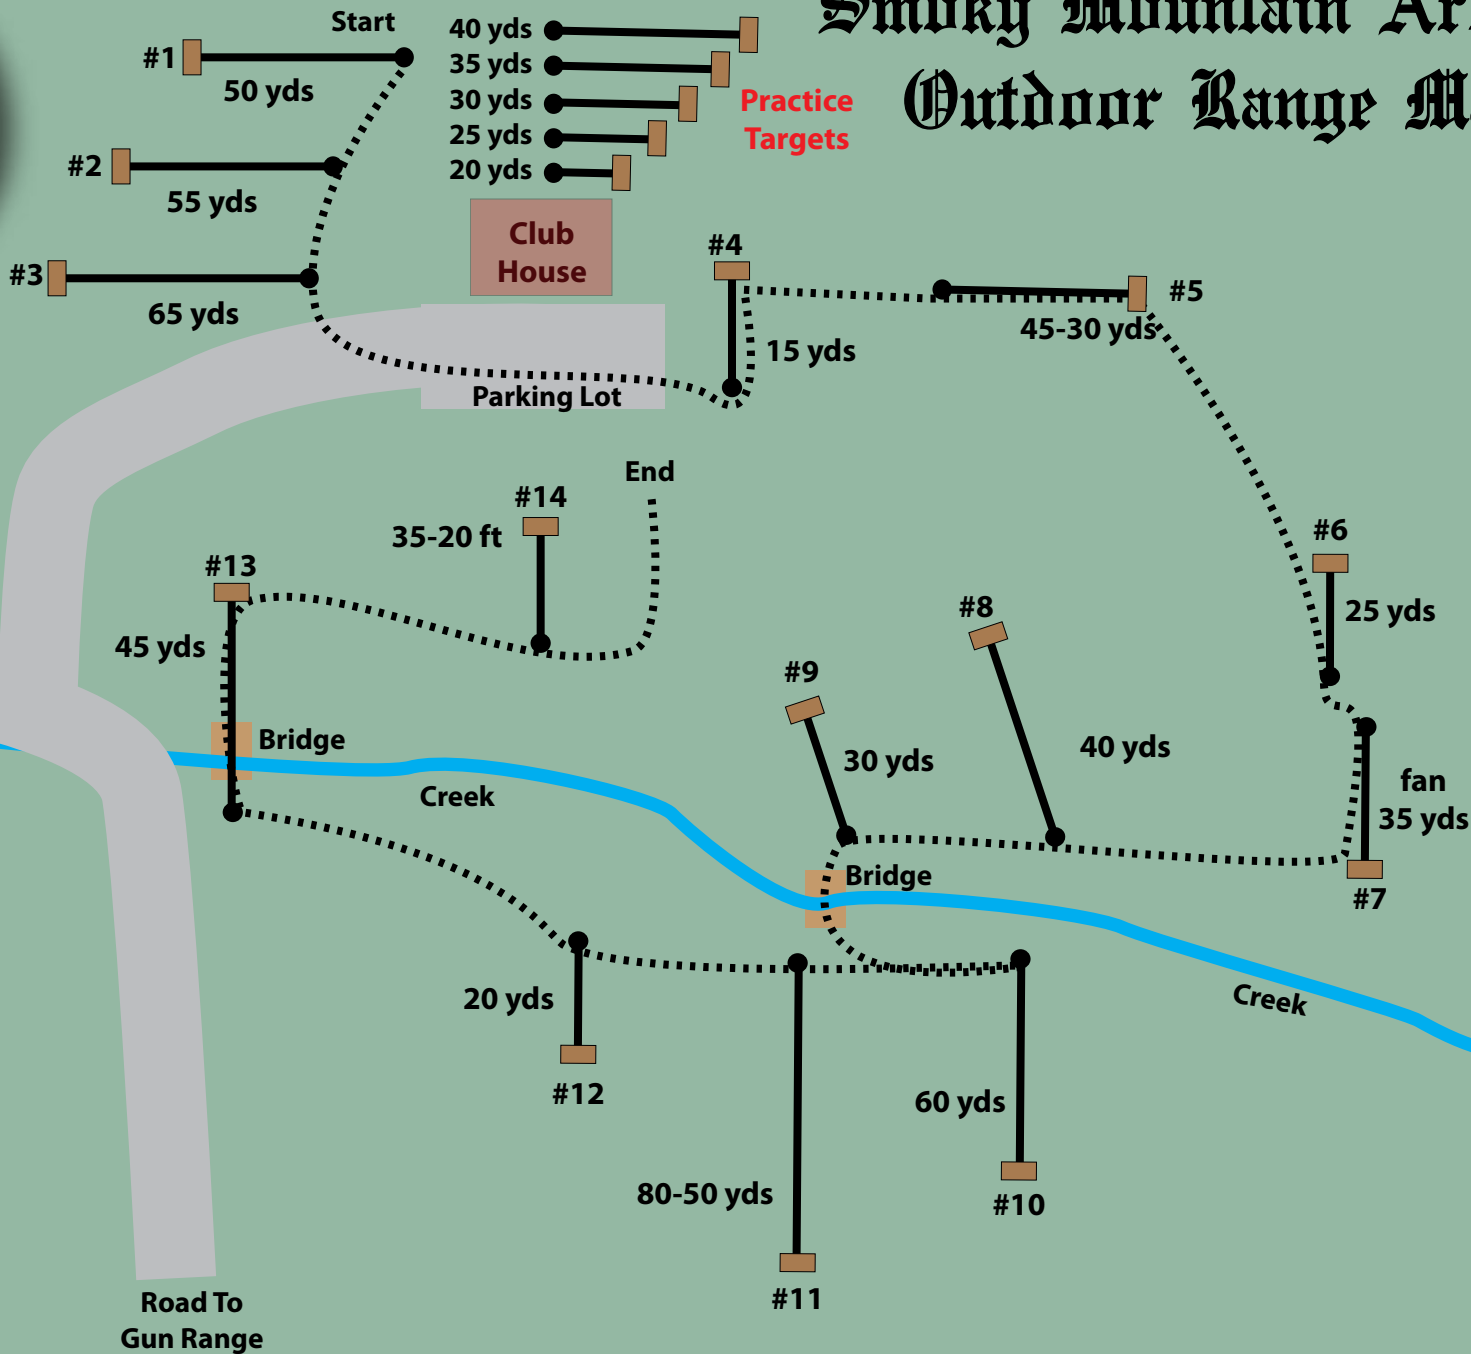 Smoky Mountain
Outdoor Range
Start
#1
50 yds
#2
55 yds
#3
65 yds
40 yds
35 yds
30 yds
25 yds
20 yds
Practice
Targets
Club
House
Parking Lot
#4
15 yds
#5
45-30 yds
#6
25 yds
fan
35 yds
#7
#8
40 yds
#9
30 yds
Bridge
Creek
#10
60 yds
#11
80-50 yds
#12
20 yds
#13
45 yds
Bridge
Creek
#14
35-20 ft
End
Road To
Gun Range